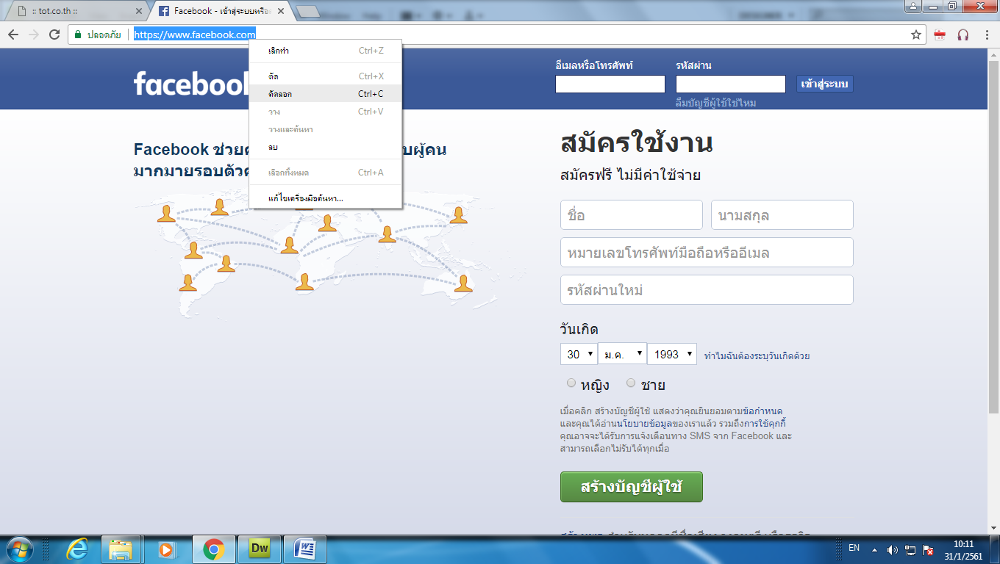 :: tot.co.th ::
Facebook - เข้าสู่ระบบหรือ
ปลอดภัย
https://www.facebook.com
เลิกทำ Ctrl+Z
ตัด Ctrl+X
คัดลอก Ctrl+C
วาง Ctrl+V
วางและค้นหา
ลบ
เลือกทั้งหมด Ctrl+A
แก้ไขเครื่องมือค้นหา...
facebook
อีเมลหรือโทรศัพท์
รหัสผ่าน
เข้าสู่ระบบ
ลืมบัญชีผู้ใช้ใช่ไหม
Facebook ช่วย
ผู้คน
มากมายรอบตัว
สมัครใช้งาน
สมัครฟรี ไม่มีค่าใช้จ่าย
ชื่อ
นามสกุล
หมายเลขโทรศัพท์มือถือหรืออีเมล
รหัสผ่านใหม่
วันเกิด
30 ม.ค. 1993
ทำไมฉันต้องระบุวันเกิดด้วย
หญิง ชาย
เมื่อคลิก สร้างบัญชีผู้ใช้ แสดงว่าคุณยินยอมตามข้อกำหนด
และคุณได้อ่านนโยบายข้อมูลของเราแล้ว รวมถึงการใช้คุกกี้
คุณอาจจะได้รับการแจ้งเตือนทาง SMS จาก Facebook และ
สามารถเลือกไม่รับได้ทุกเมื่อ
สร้างบัญชีผู้ใช้
Dw
W
EN
10:11
31/1/2561